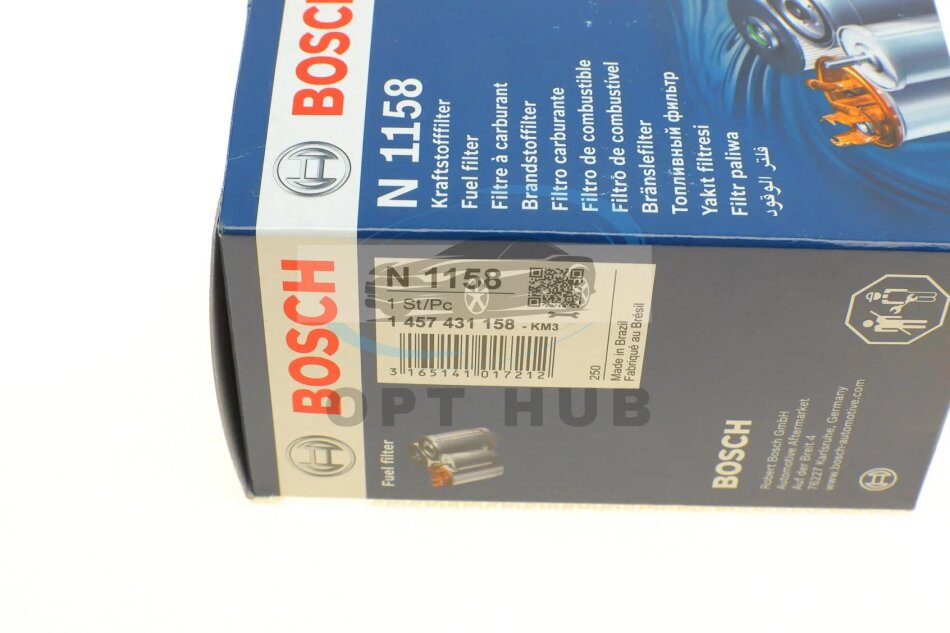 BOSCH
N 1158
Kraftstofffilter
Fuel filter
Filtre à carburant
Brandstoffilter
Filtro carburante
Filtro de combustible
Filtro de combustível
Bränslefilter
Топливный фильтр
Yakıt filtresi
Filtr paliwa
فلتر الوقود
BOSCH
N 1158
1 St/Pc
1 457 431 158 - KM3
3 165141 017212
250
Made in Brazil
Fabriqué au Brésil
OPT HUB
Fuel filter
BOSCH
Robert Bosch GmbH
Automotive Aftermarket
Auf der Breit 4
76227 Karlsruhe, Germany
www.bosch-automotive.com